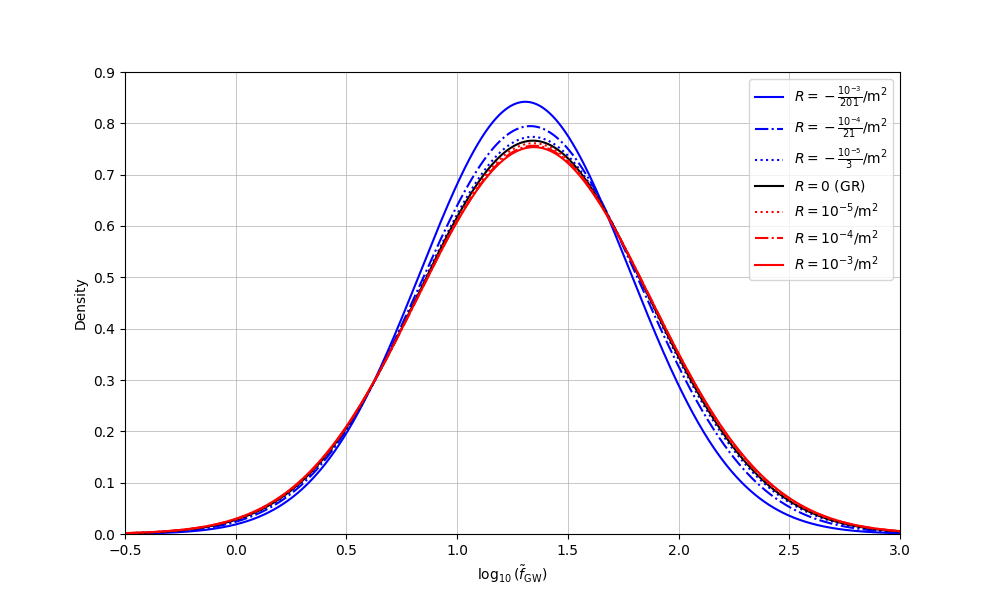 0.9
0.8
0.7
0.6
0.5
0.4
0.3
0.2
0.1
0.0
Density
−0.5 0.0 0.5 1.0 1.5 2.0 2.5 3.0
log₁₀(f̃_GW)
R = −10⁻³/201/m²
R = −10⁻⁴/21/m²
R = −10⁻⁵/3/m²
R = 0 (GR)
R = 10⁻⁵/m²
R = 10⁻⁴/m²
R = 10⁻³/m²